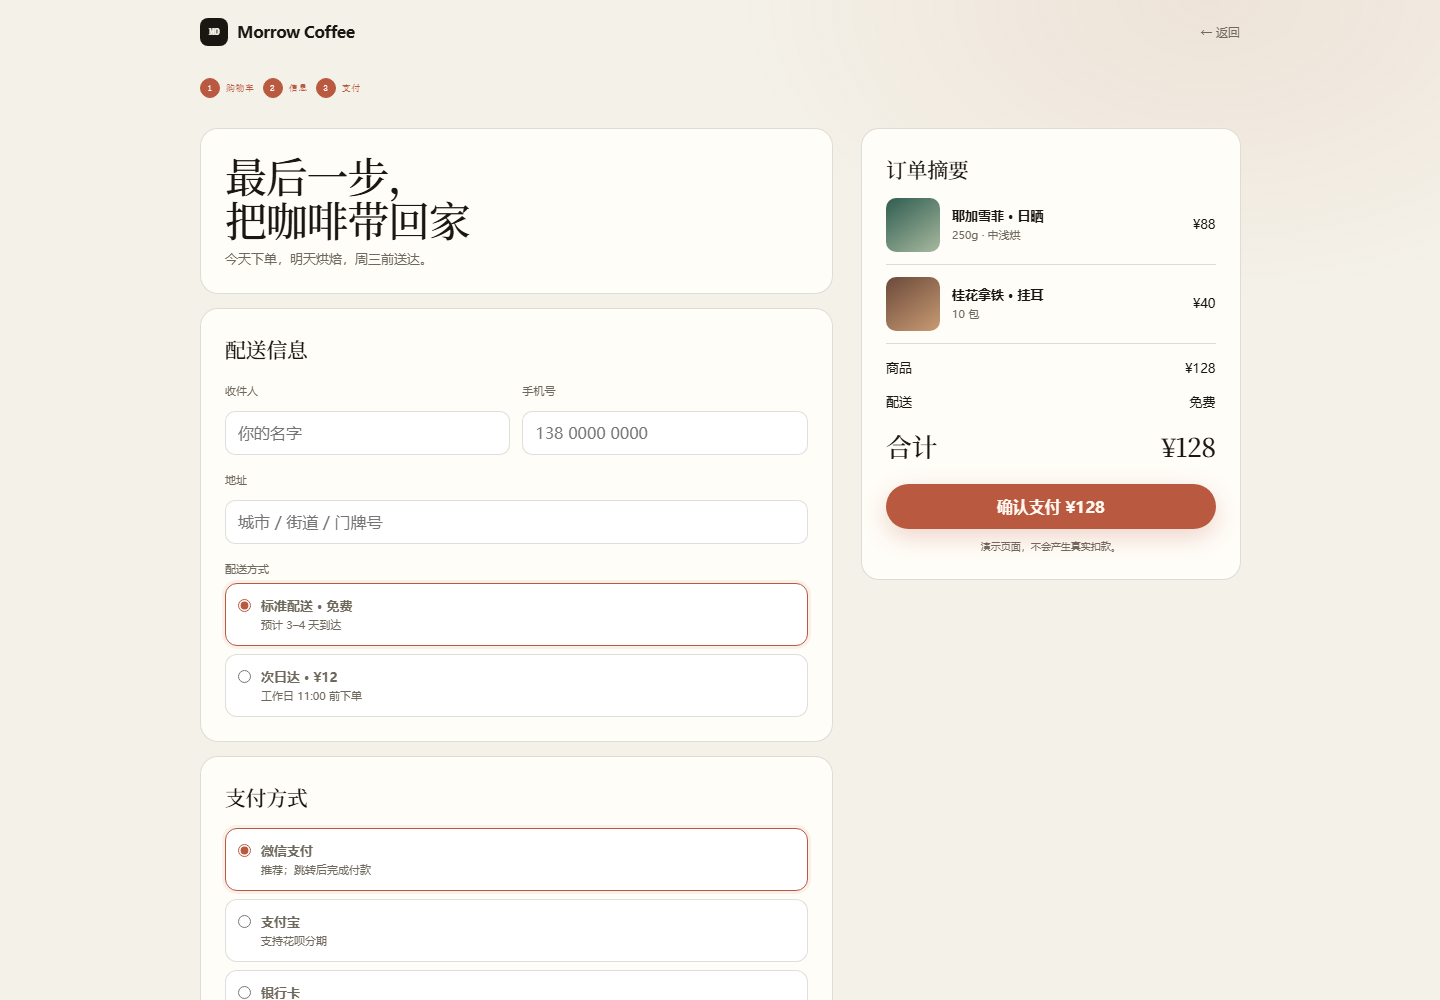 MO Morrow Coffee
← 返回
1 购物车 2 信息 3 支付
最后一步，
把咖啡带回家
今天下单，明天烘焙，周三前送达。
配送信息
收件人
手机号
你的名字
138 0000 0000
地址
城市 / 街道 / 门牌号
配送方式
标准配送 • 免费
预计 3–4 天到达
次日达 • ¥12
工作日 11:00 前下单
支付方式
微信支付
推荐；跳转后完成付款
支付宝
支持花呗分期
银行卡
订单摘要
耶加雪菲 • 日晒
250g · 中浅烘
¥88
桂花拿铁 • 挂耳
10 包
¥40
商品 ¥128
配送 免费
合计 ¥128
确认支付 ¥128
演示页面，不会产生真实扣款。